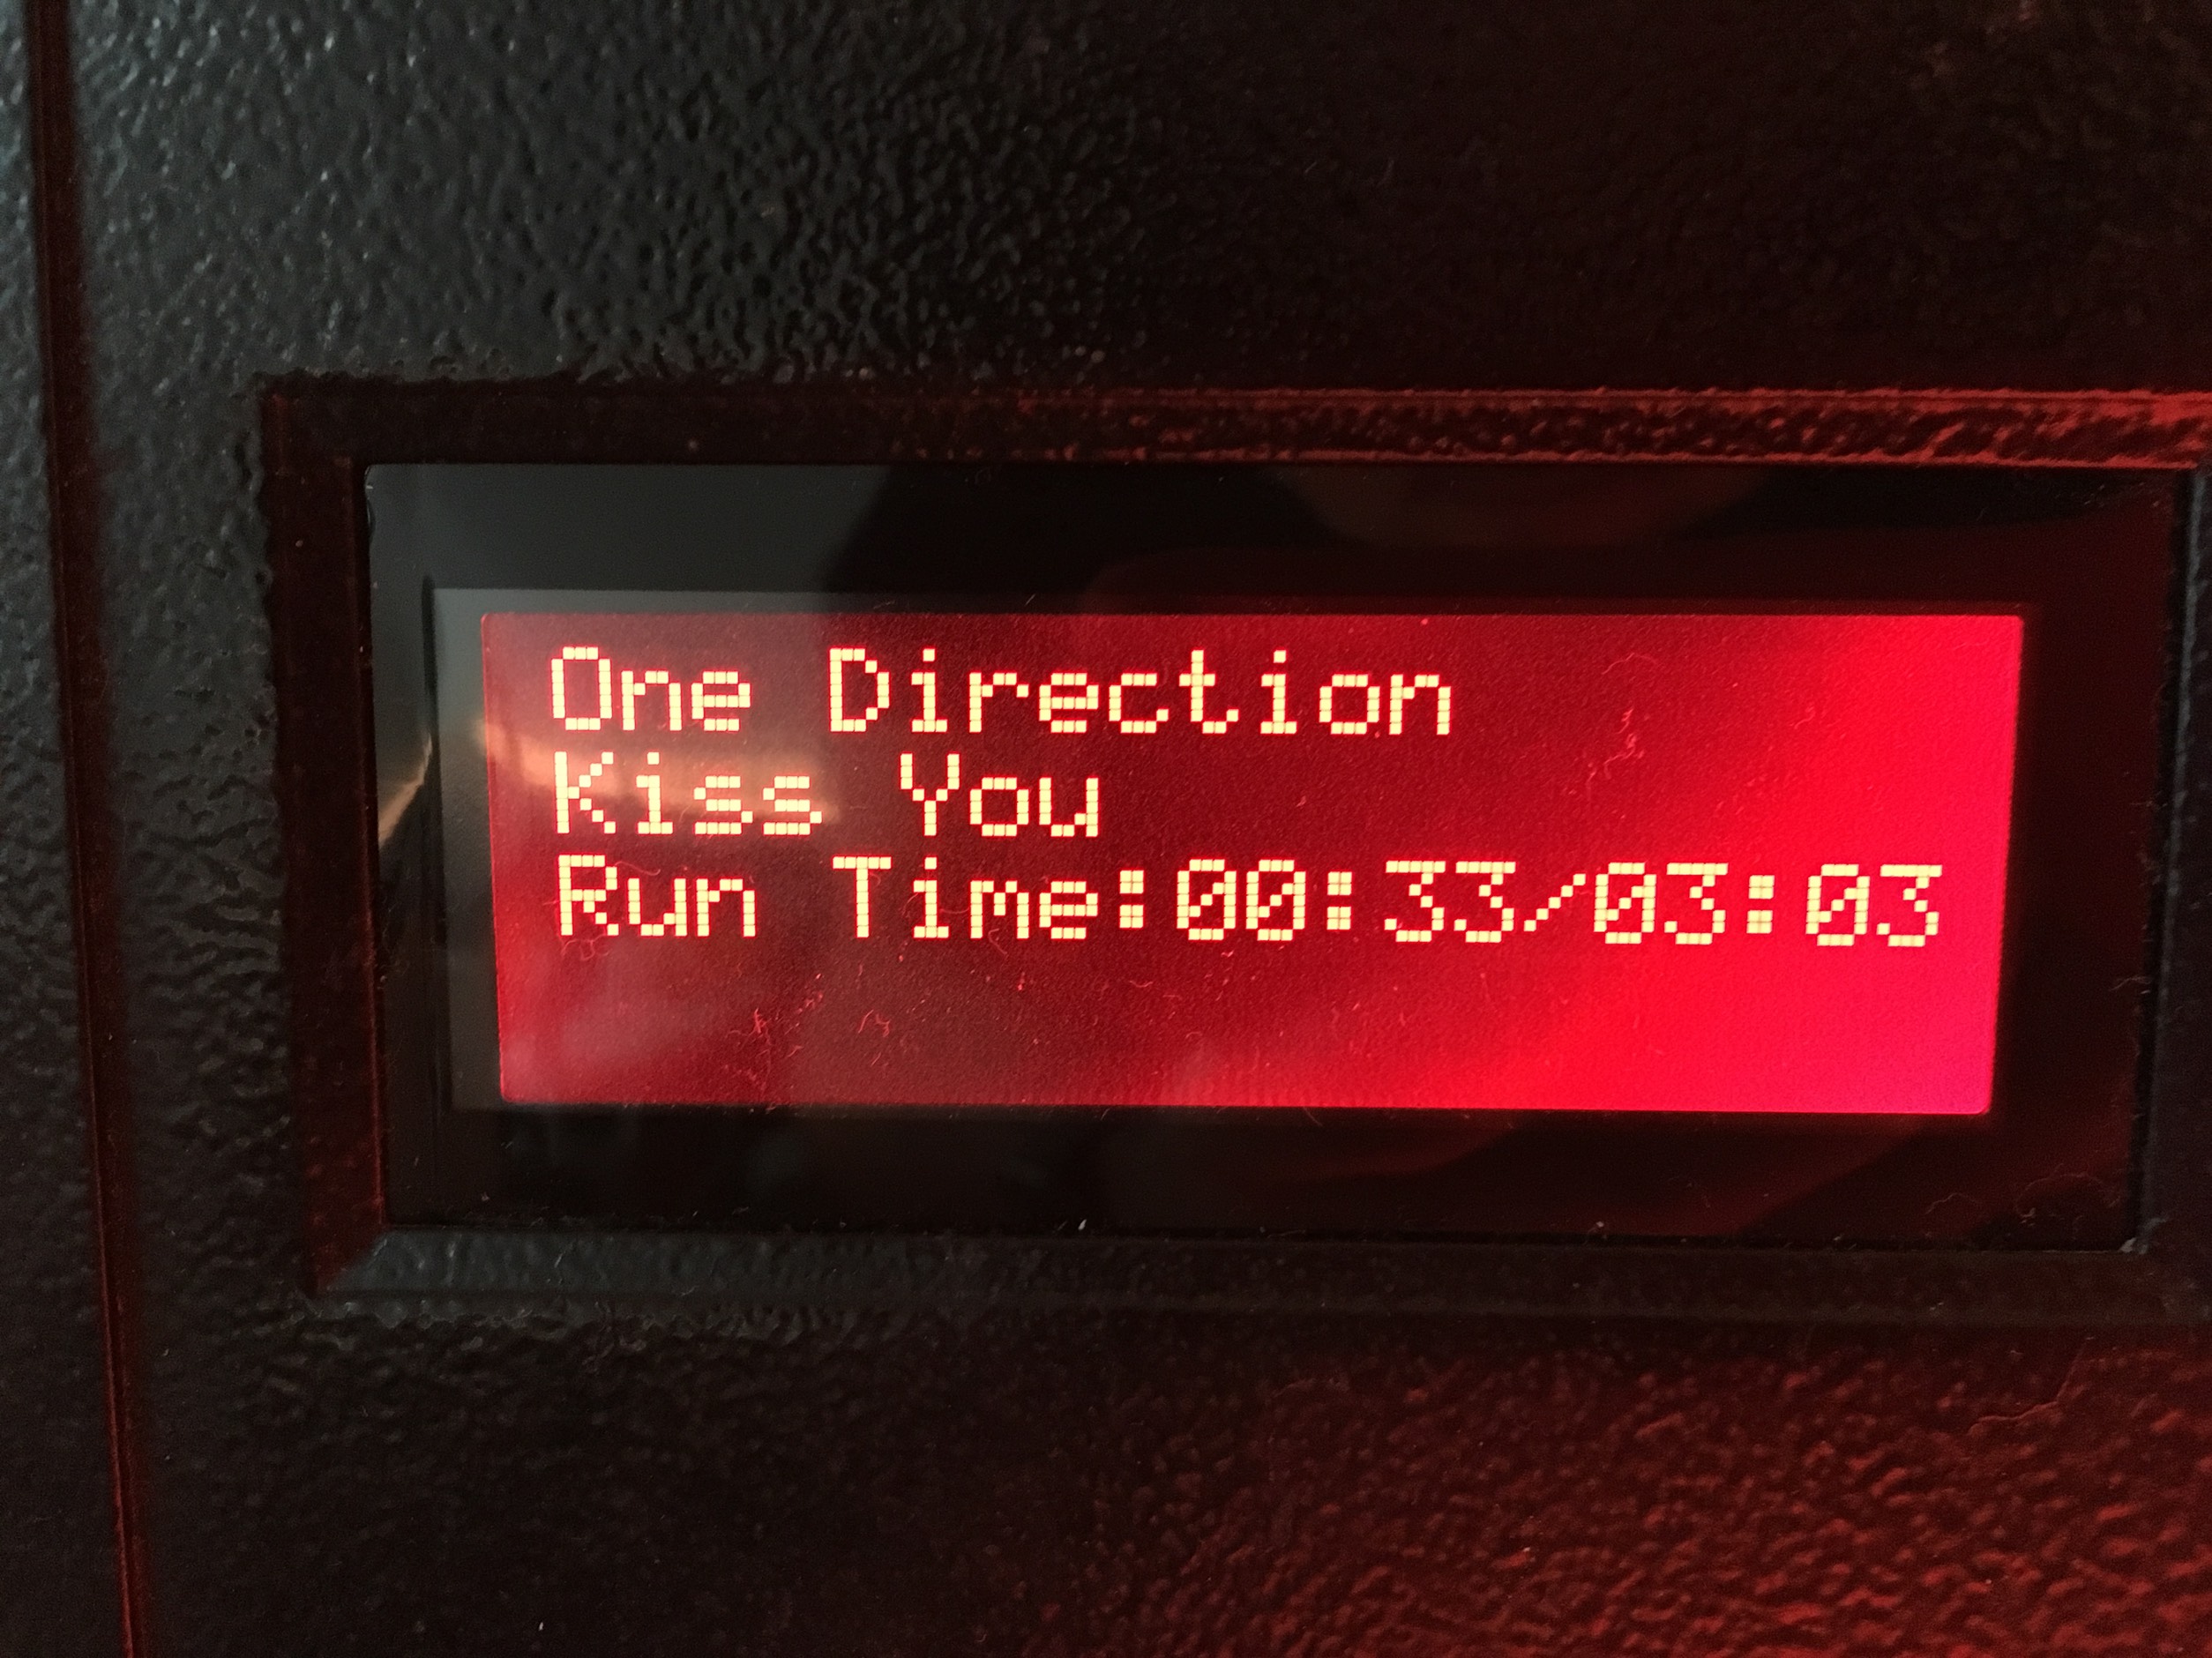 One Direction
Kiss You
Run Time:00:33/03:03